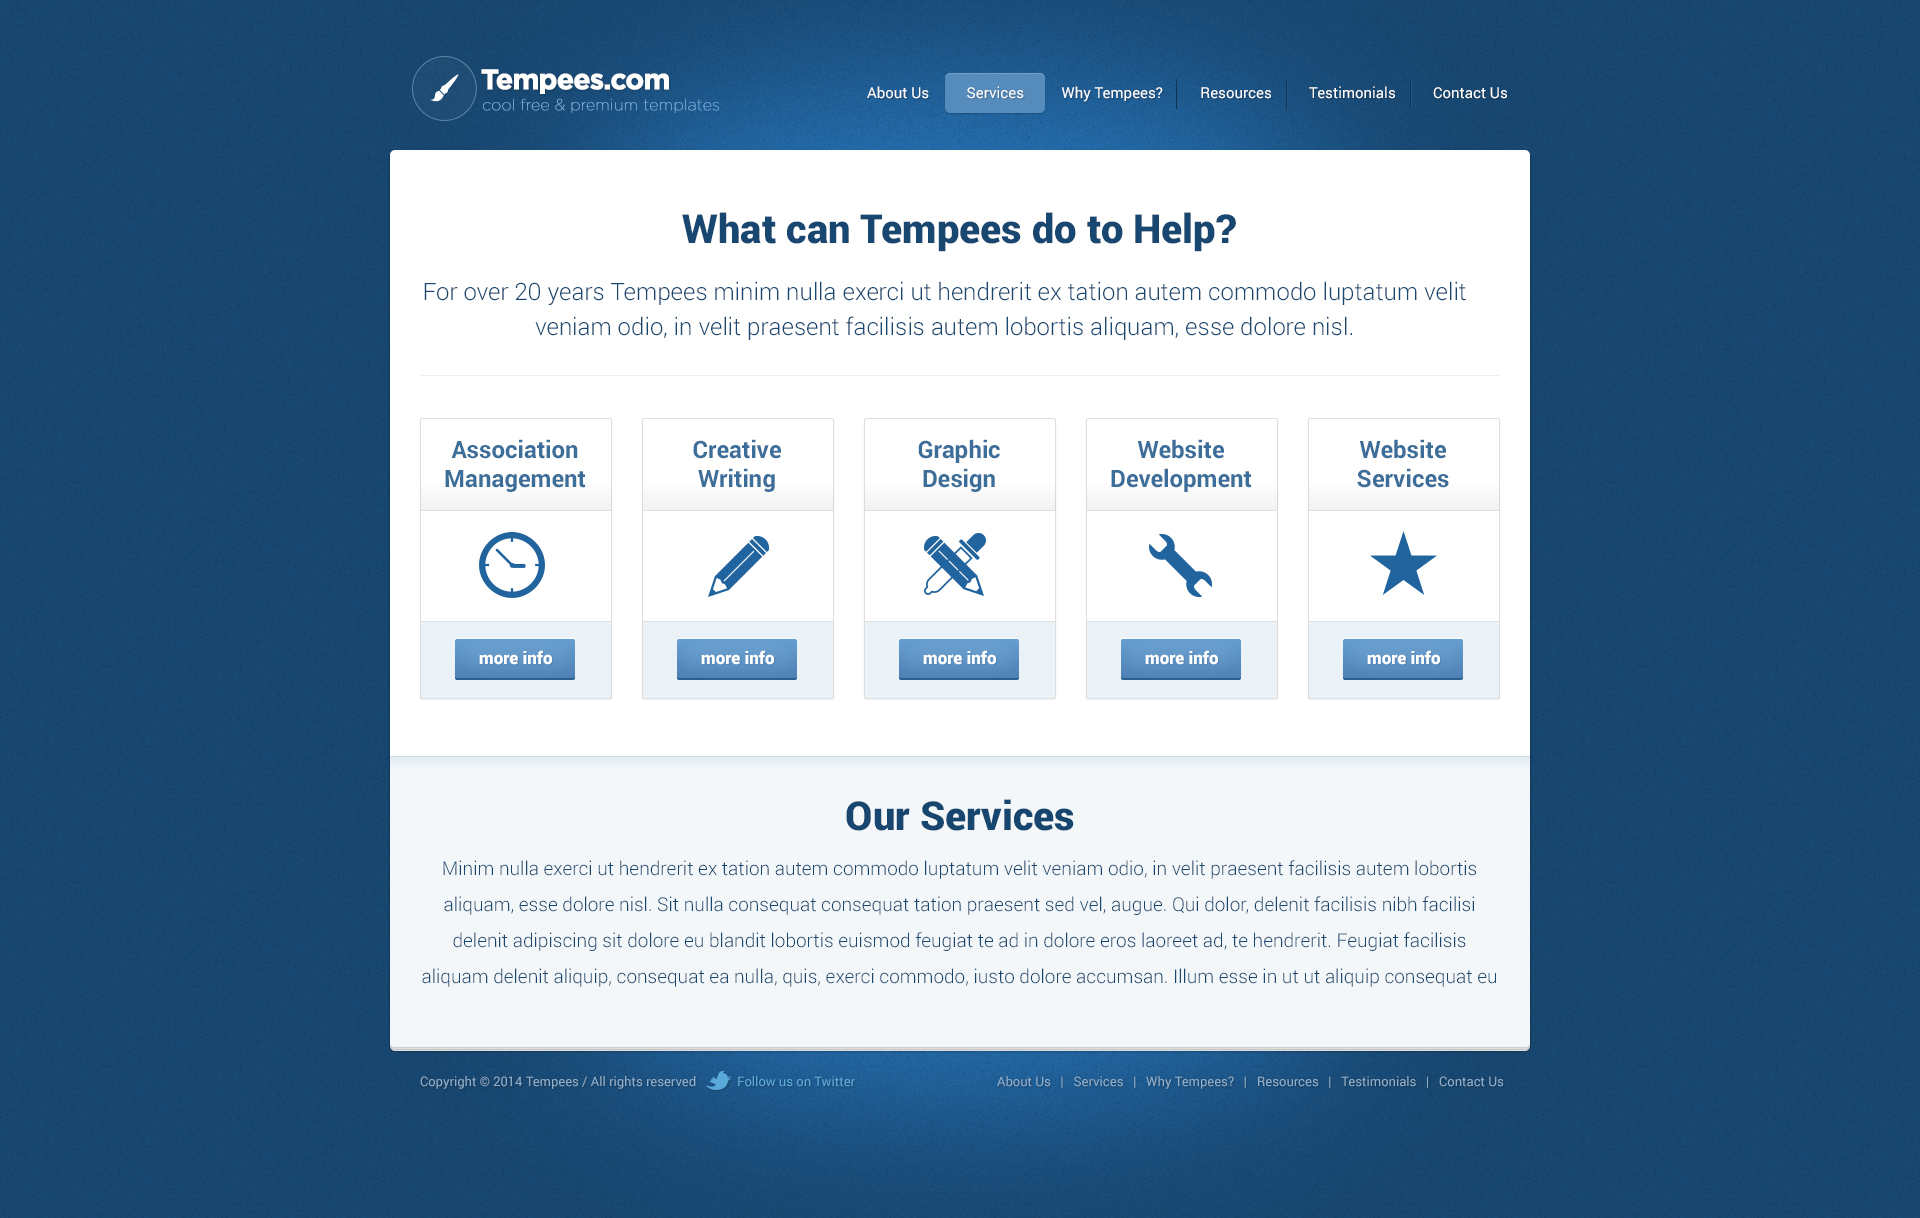 Tempees.com
cool free & premium templates
About Us
Services
Why Tempees?
Resources
Testimonials
Contact Us
What can Tempees do to Help?
For over 20 years Tempees minim nulla exerci ut hendrerit ex tation autem commodo luptatum velit
veniam odio, in velit praesent facilisis autem lobortis aliquam, esse dolore nisl.
Association
Management
more info
Creative
Writing
more info
Graphic
Design
more info
Website
Development
more info
Website
Services
more info
Our Services
Minim nulla exerci ut hendrerit ex tation autem commodo luptatum velit veniam odio, in velit praesent facilisis autem lobortis
aliquam, esse dolore nisl. Sit nulla consequat consequat tation praesent sed vel, augue. Qui dolor, delenit facilisis nibh facilisi
delenit adipiscing sit dolore eu blandit lobortis euismod feugiat te ad in dolore eros laoreet ad, te hendrerit. Feugiat facilisis
aliquam delenit aliquip, consequat ea nulla, quis, exerci commodo, iusto dolore accumsan. Illum esse in ut ut aliquip consequat eu
Copyright © 2014 Tempees / All rights reserved
Follow us on Twitter
About Us | Services | Why Tempees? | Resources | Testimonials | Contact Us